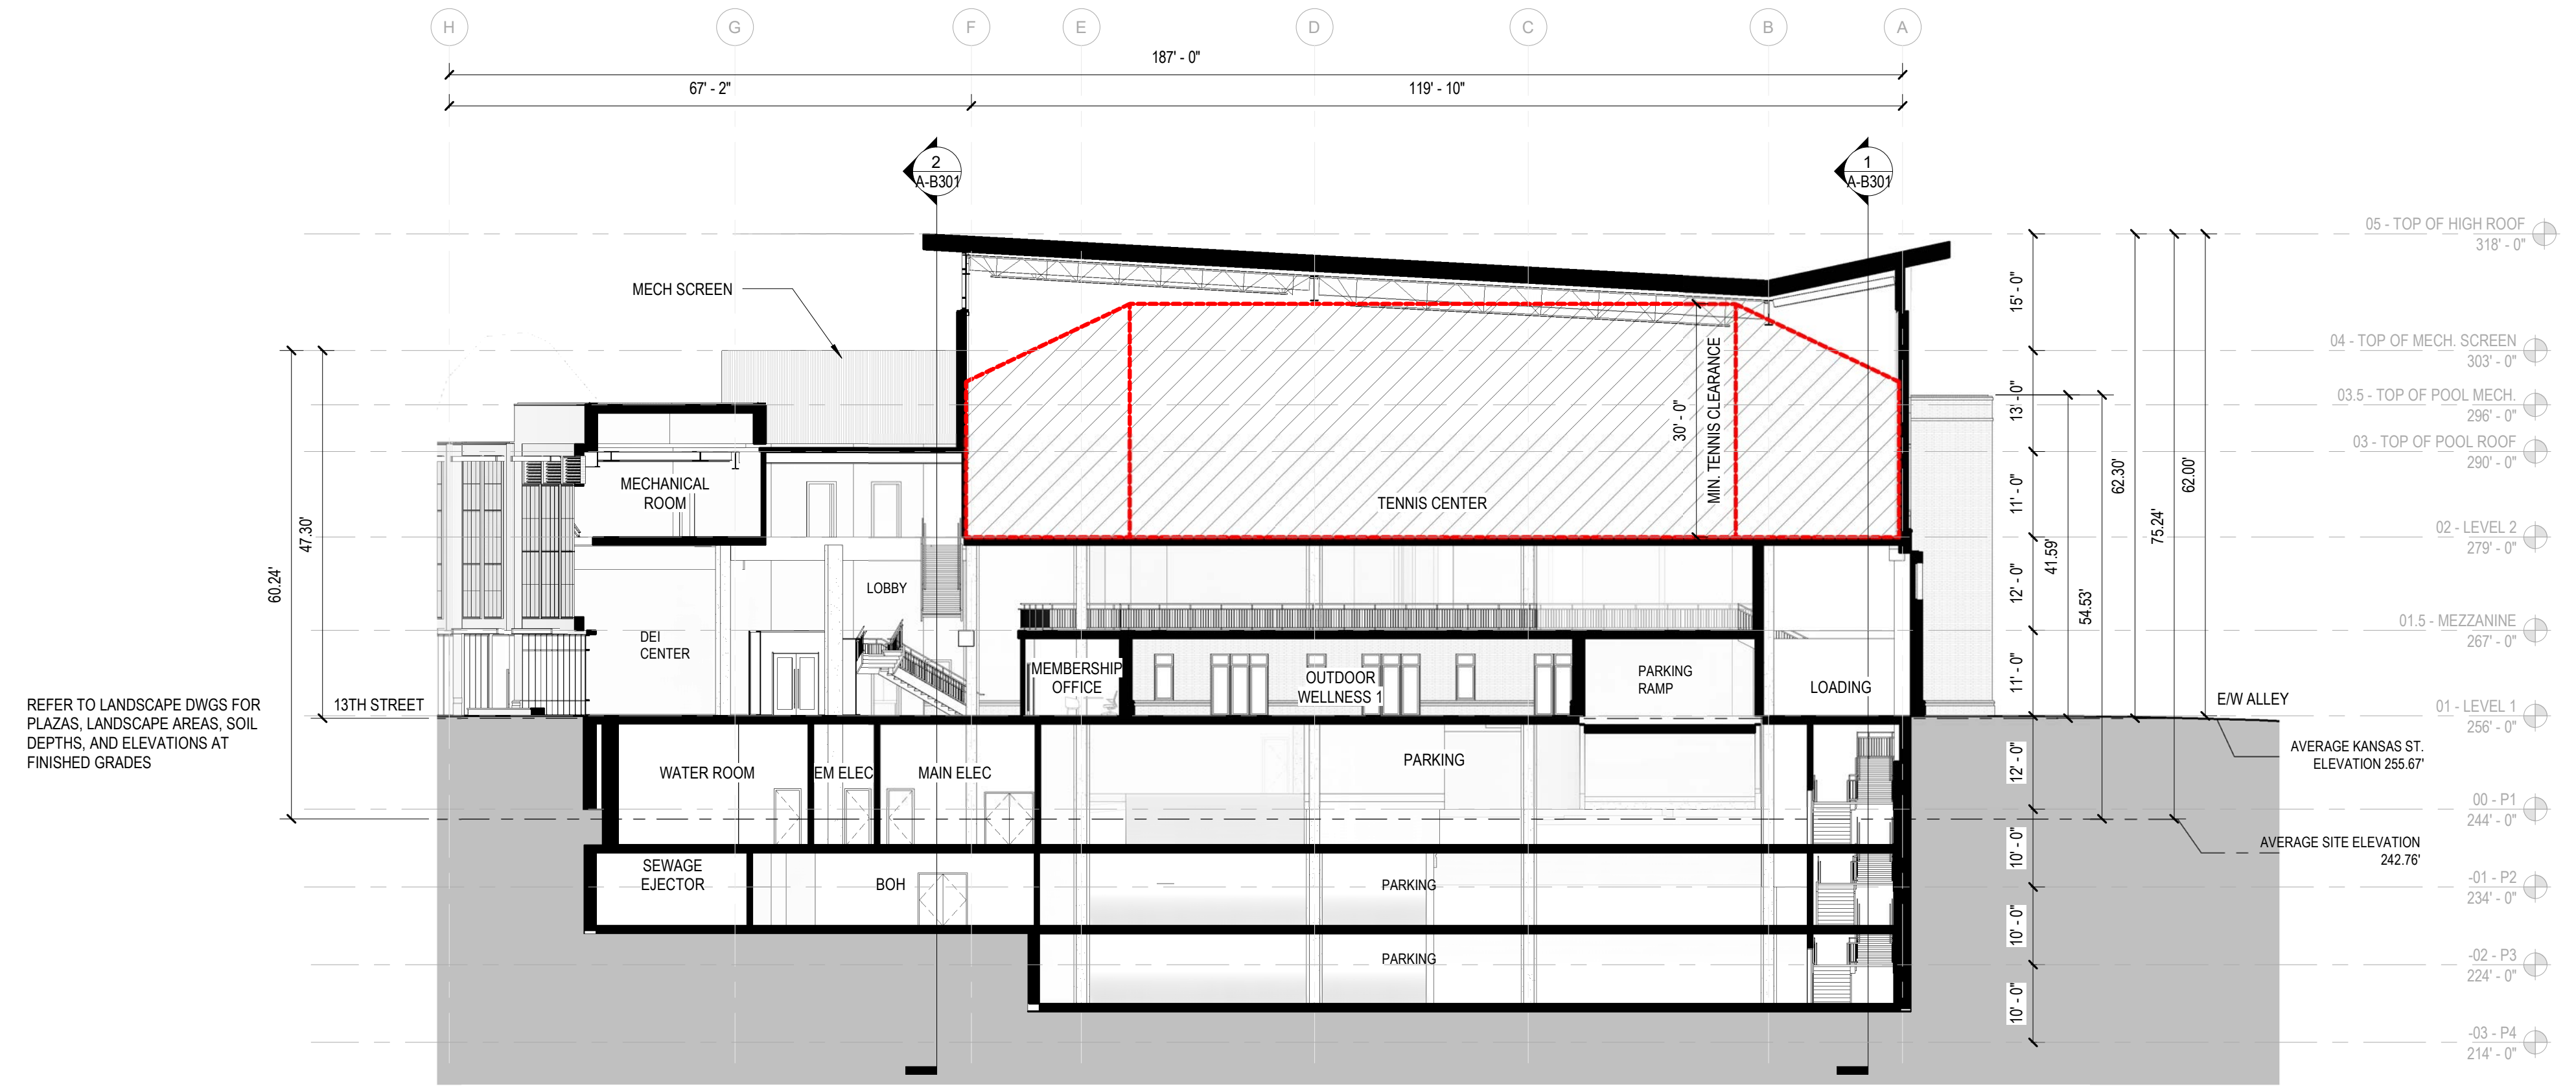 H
G
F
E
D
C
B
A
187' - 0"
67' - 2"
119' - 10"
2
A-B301
1
A-B301
05 - TOP OF HIGH ROOF
318' - 0"
MECH SCREEN
15' - 0"
04 - TOP OF MECH. SCREEN
303' - 0"
13' - 0"
03.5 - TOP OF POOL MECH.
296' - 0"
03 - TOP OF POOL ROOF
290' - 0"
30' - 0"
MIN. TENNIS CLEARANCE
TENNIS CENTER
MECHANICAL
ROOM
11' - 0"
62.30'
75.24'
62.00'
02 - LEVEL 2
279' - 0"
47.30'
60.24'
41.59'
54.53'
LOBBY
12' - 0"
01.5 - MEZZANINE
267' - 0"
DEI
CENTER
MEMBERSHIP
OFFICE
OUTDOOR
WELLNESS 1
PARKING
RAMP
LOADING
11' - 0"
REFER TO LANDSCAPE DWGS FOR
PLAZAS, LANDSCAPE AREAS, SOIL
DEPTHS, AND ELEVATIONS AT
FINISHED GRADES
13TH STREET
E/W ALLEY
01 - LEVEL 1
256' - 0"
AVERAGE KANSAS ST.
ELEVATION 255.67'
WATER ROOM
EM ELEC
MAIN ELEC
PARKING
12' - 0"
00 - P1
244' - 0"
AVERAGE SITE ELEVATION
242.76'
10' - 0"
SEWAGE
EJECTOR
BOH
PARKING
-01 - P2
234' - 0"
10' - 0"
PARKING
-02 - P3
224' - 0"
10' - 0"
-03 - P4
214' - 0"